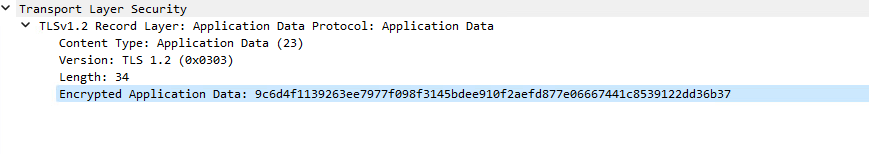 Transport Layer Security
TLSv1.2 Record Layer: Application Data Protocol: Application Data
Content Type: Application Data (23)
Version: TLS 1.2 (0x0303)
Length: 34
Encrypted Application Data: 9c6d4f1139263ee7977f098f3145bdee910f2aefd877e06667441c8539122dd36b37